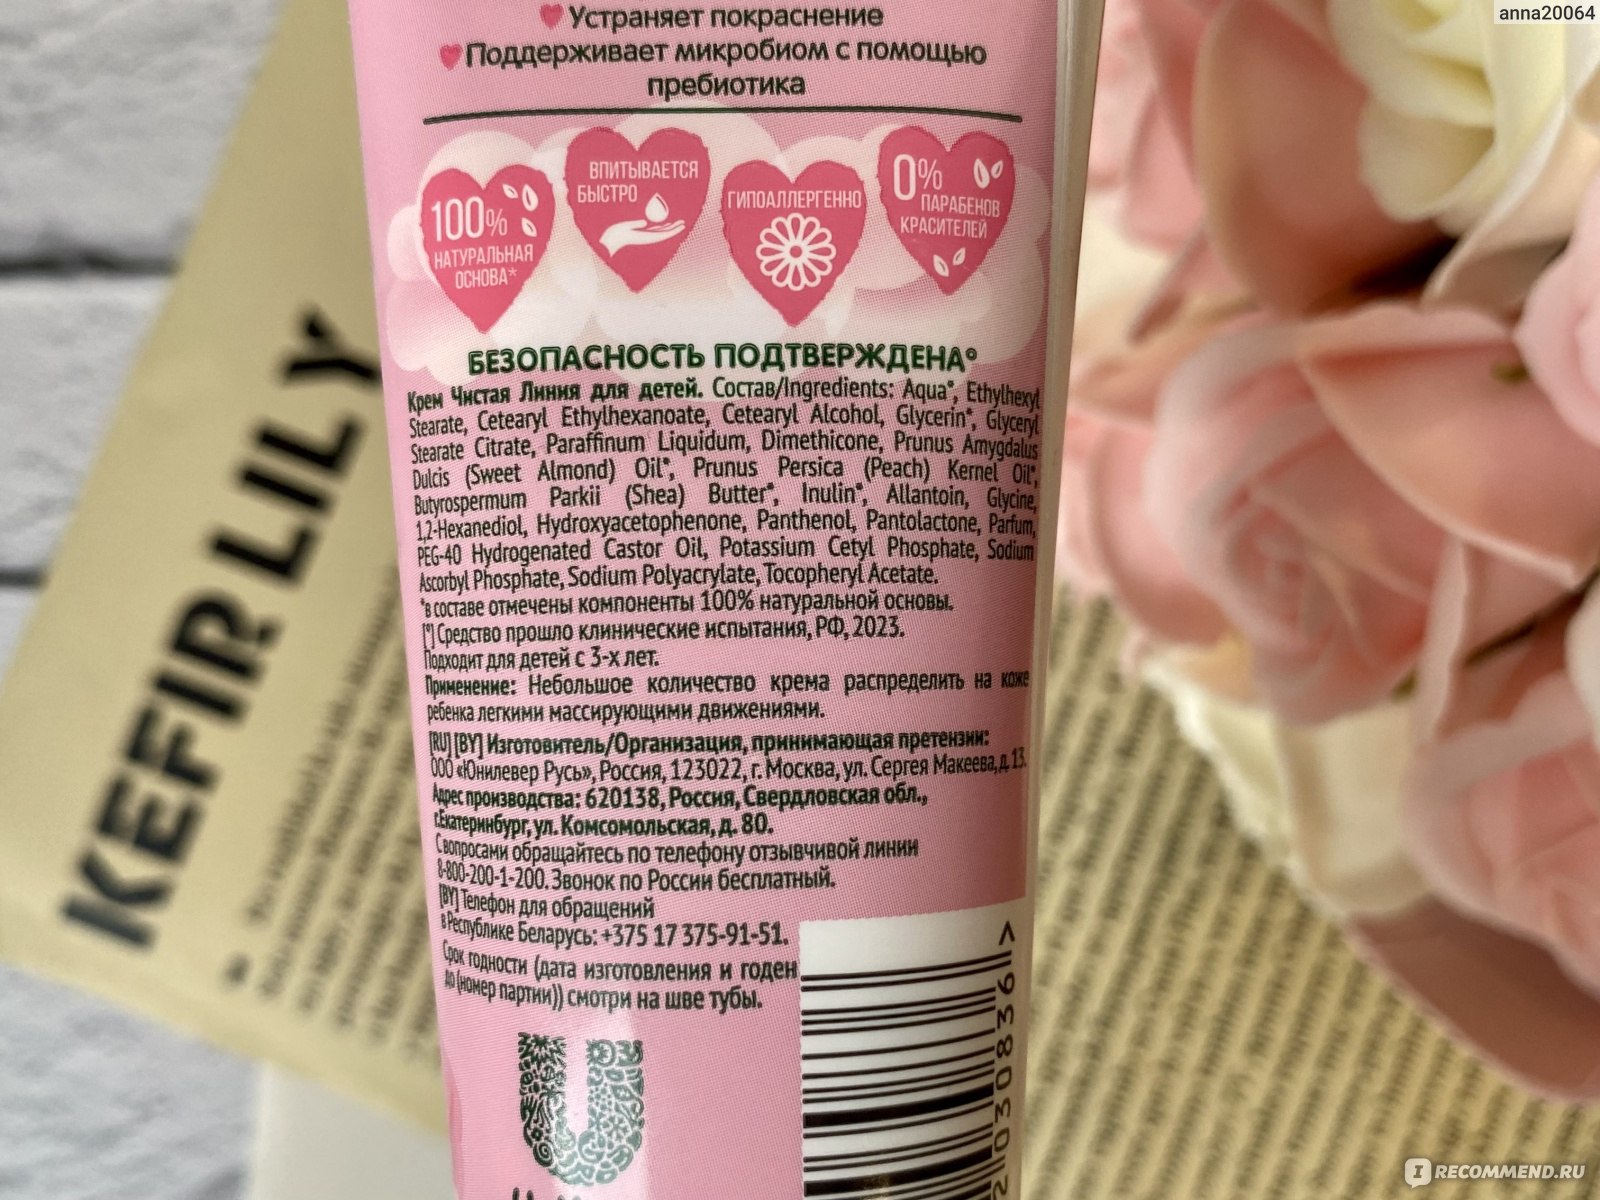 anna20064
Устраняет покраснение
Поддерживает микробиом с помощью
пребиотика
100%
НАТУРАЛЬНАЯ
ОСНОВА*
ВПИТЫВАЕТСЯ
БЫСТРО
ГИПОАЛЛЕРГЕННО
0%
ПАРАБЕНОВ
КРАСИТЕЛЕЙ
БЕЗОПАСНОСТЬ ПОДТВЕРЖДЕНА°
Крем Чистая Линия для детей. Состав/Ingredients: Aqua*, Ethylhexyl
Stearate, Cetearyl Ethylhexanoate, Cetearyl Alcohol, Glycerin*, Glyceryl
Stearate Citrate, Paraffinum Liquidum, Dimethicone, Prunus Amygdalus
Dulcis (Sweet Almond) Oil*, Prunus Persica (Peach) Kernel Oil*,
Butyrospermum Parkii (Shea) Butter*, Inulin*, Allantoin, Glycine,
1,2-Hexanediol, Hydroxyacetophenone, Panthenol, Pantolactone, Parfum,
PEG-40 Hydrogenated Castor Oil, Potassium Cetyl Phosphate, Sodium
Ascorbyl Phosphate, Sodium Polyacrylate, Tocopheryl Acetate.
*в составе отмечены компоненты 100% натуральной основы.
[°] Средство прошло клинические испытания, РФ, 2023.
Подходит для детей с 3-х лет.
Применение: Небольшое количество крема распределить на коже
ребенка легкими массирующими движениями.
[RU] [BY] Изготовитель/Организация, принимающая претензии:
ООО «Юнилевер Русь», Россия, 123022, г. Москва, ул. Сергея Макеева, д. 13.
Адрес производства: 620138, Россия, Свердловская обл.,
г.Екатеринбург, ул. Комсомольская, д. 80.
С вопросами обращайтесь по телефону отзывчивой линии
8-800-200-1-200. Звонок по России бесплатный.
[BY] Телефон для обращений
в Республике Беларусь: +375 17 375-91-51.
Срок годности (дата изготовления и годен
до (номер партии)) смотри на шве тубы.
2030836 >
KEFIR LILY
IRECOMMEND.RU